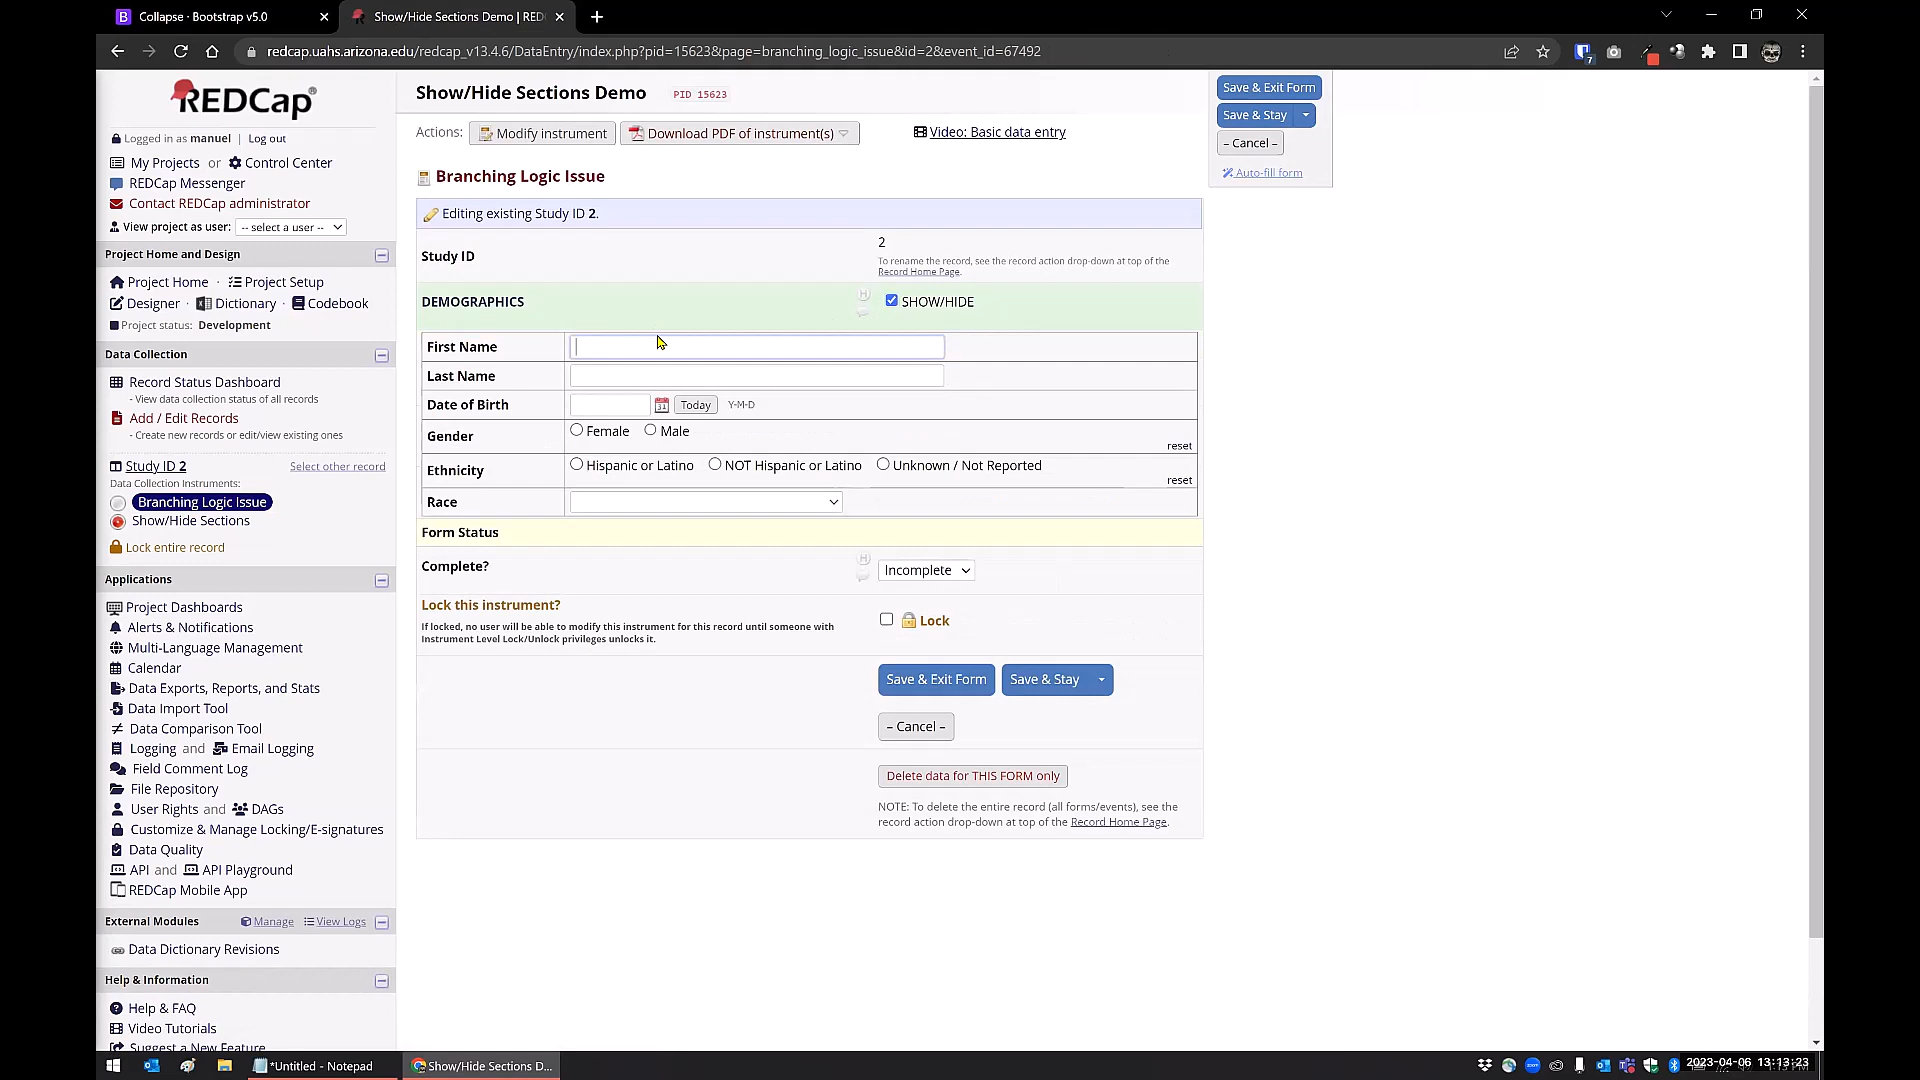 Collapse · Bootstrap v5.0
Show/Hide Sections Demo | RED
redcap.uahs.arizona.edu/redcap_v13.4.6/DataEntry/index.php?pid=15623&page=branching_logic_issue&id=2&event_id=67492
7
REDCap
Logged in as manuel | Log out
My Projects or Control Center
REDCap Messenger
Contact REDCap administrator
View project as user: -- select a user --
Project Home and Design
Project Home · Project Setup
Designer · Dictionary · Codebook
Project status: Development
Data Collection
Record Status Dashboard
- View data collection status of all records
Add / Edit Records
- Create new records or edit/view existing ones
Study ID 2 Select other record
Data Collection Instruments:
Branching Logic Issue
Show/Hide Sections
Lock entire record
Applications
Project Dashboards
Alerts & Notifications
Multi-Language Management
Calendar
Data Exports, Reports, and Stats
Data Import Tool
Data Comparison Tool
Logging and Email Logging
Field Comment Log
File Repository
User Rights and DAGs
Customize & Manage Locking/E-signatures
Data Quality
API and API Playground
REDCap Mobile App
External Modules Manage View Logs
Data Dictionary Revisions
Help & Information
Help & FAQ
Video Tutorials
Suggest a New Feature
Show/Hide Sections Demo PID 15623
Actions: Modify instrument Download PDF of instrument(s) Video: Basic data entry
Branching Logic Issue
Editing existing Study ID 2.
Study ID
2
To rename the record, see the record action drop-down at top of the
Record Home Page.
DEMOGRAPHICS H SHOW/HIDE
First Name
Last Name
Date of Birth 31 Today Y-M-D
Gender Female Male
reset
Ethnicity Hispanic or Latino NOT Hispanic or Latino Unknown / Not Reported
reset
Race
Form Status
Complete? H Incomplete
Lock this instrument?
If locked, no user will be able to modify this instrument for this record until someone with
Instrument Level Lock/Unlock privileges unlocks it.
Lock
Save & Exit Form Save & Stay
– Cancel –
Delete data for THIS FORM only
NOTE: To delete the entire record (all forms/events), see the
record action drop-down at top of the Record Home Page.
Save & Exit Form
Save & Stay
– Cancel –
Auto-fill form
*Untitled - Notepad
Show/Hide Sections D...
2023-04-06 13:13:23